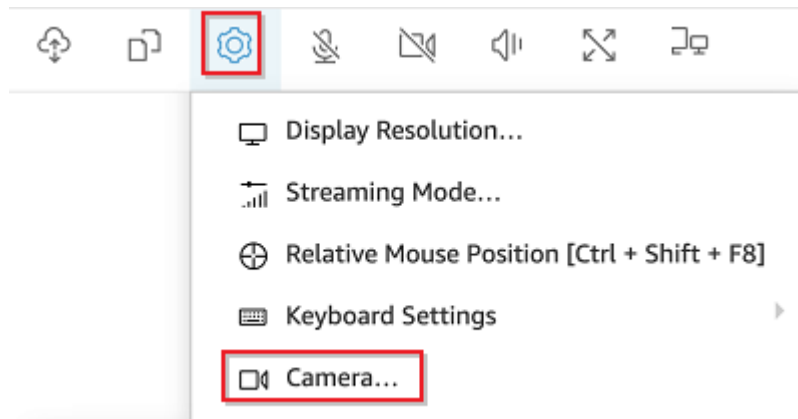 Display Resolution...
Streaming Mode...
Relative Mouse Position [Ctrl + Shift + F8]
Keyboard Settings
Camera...